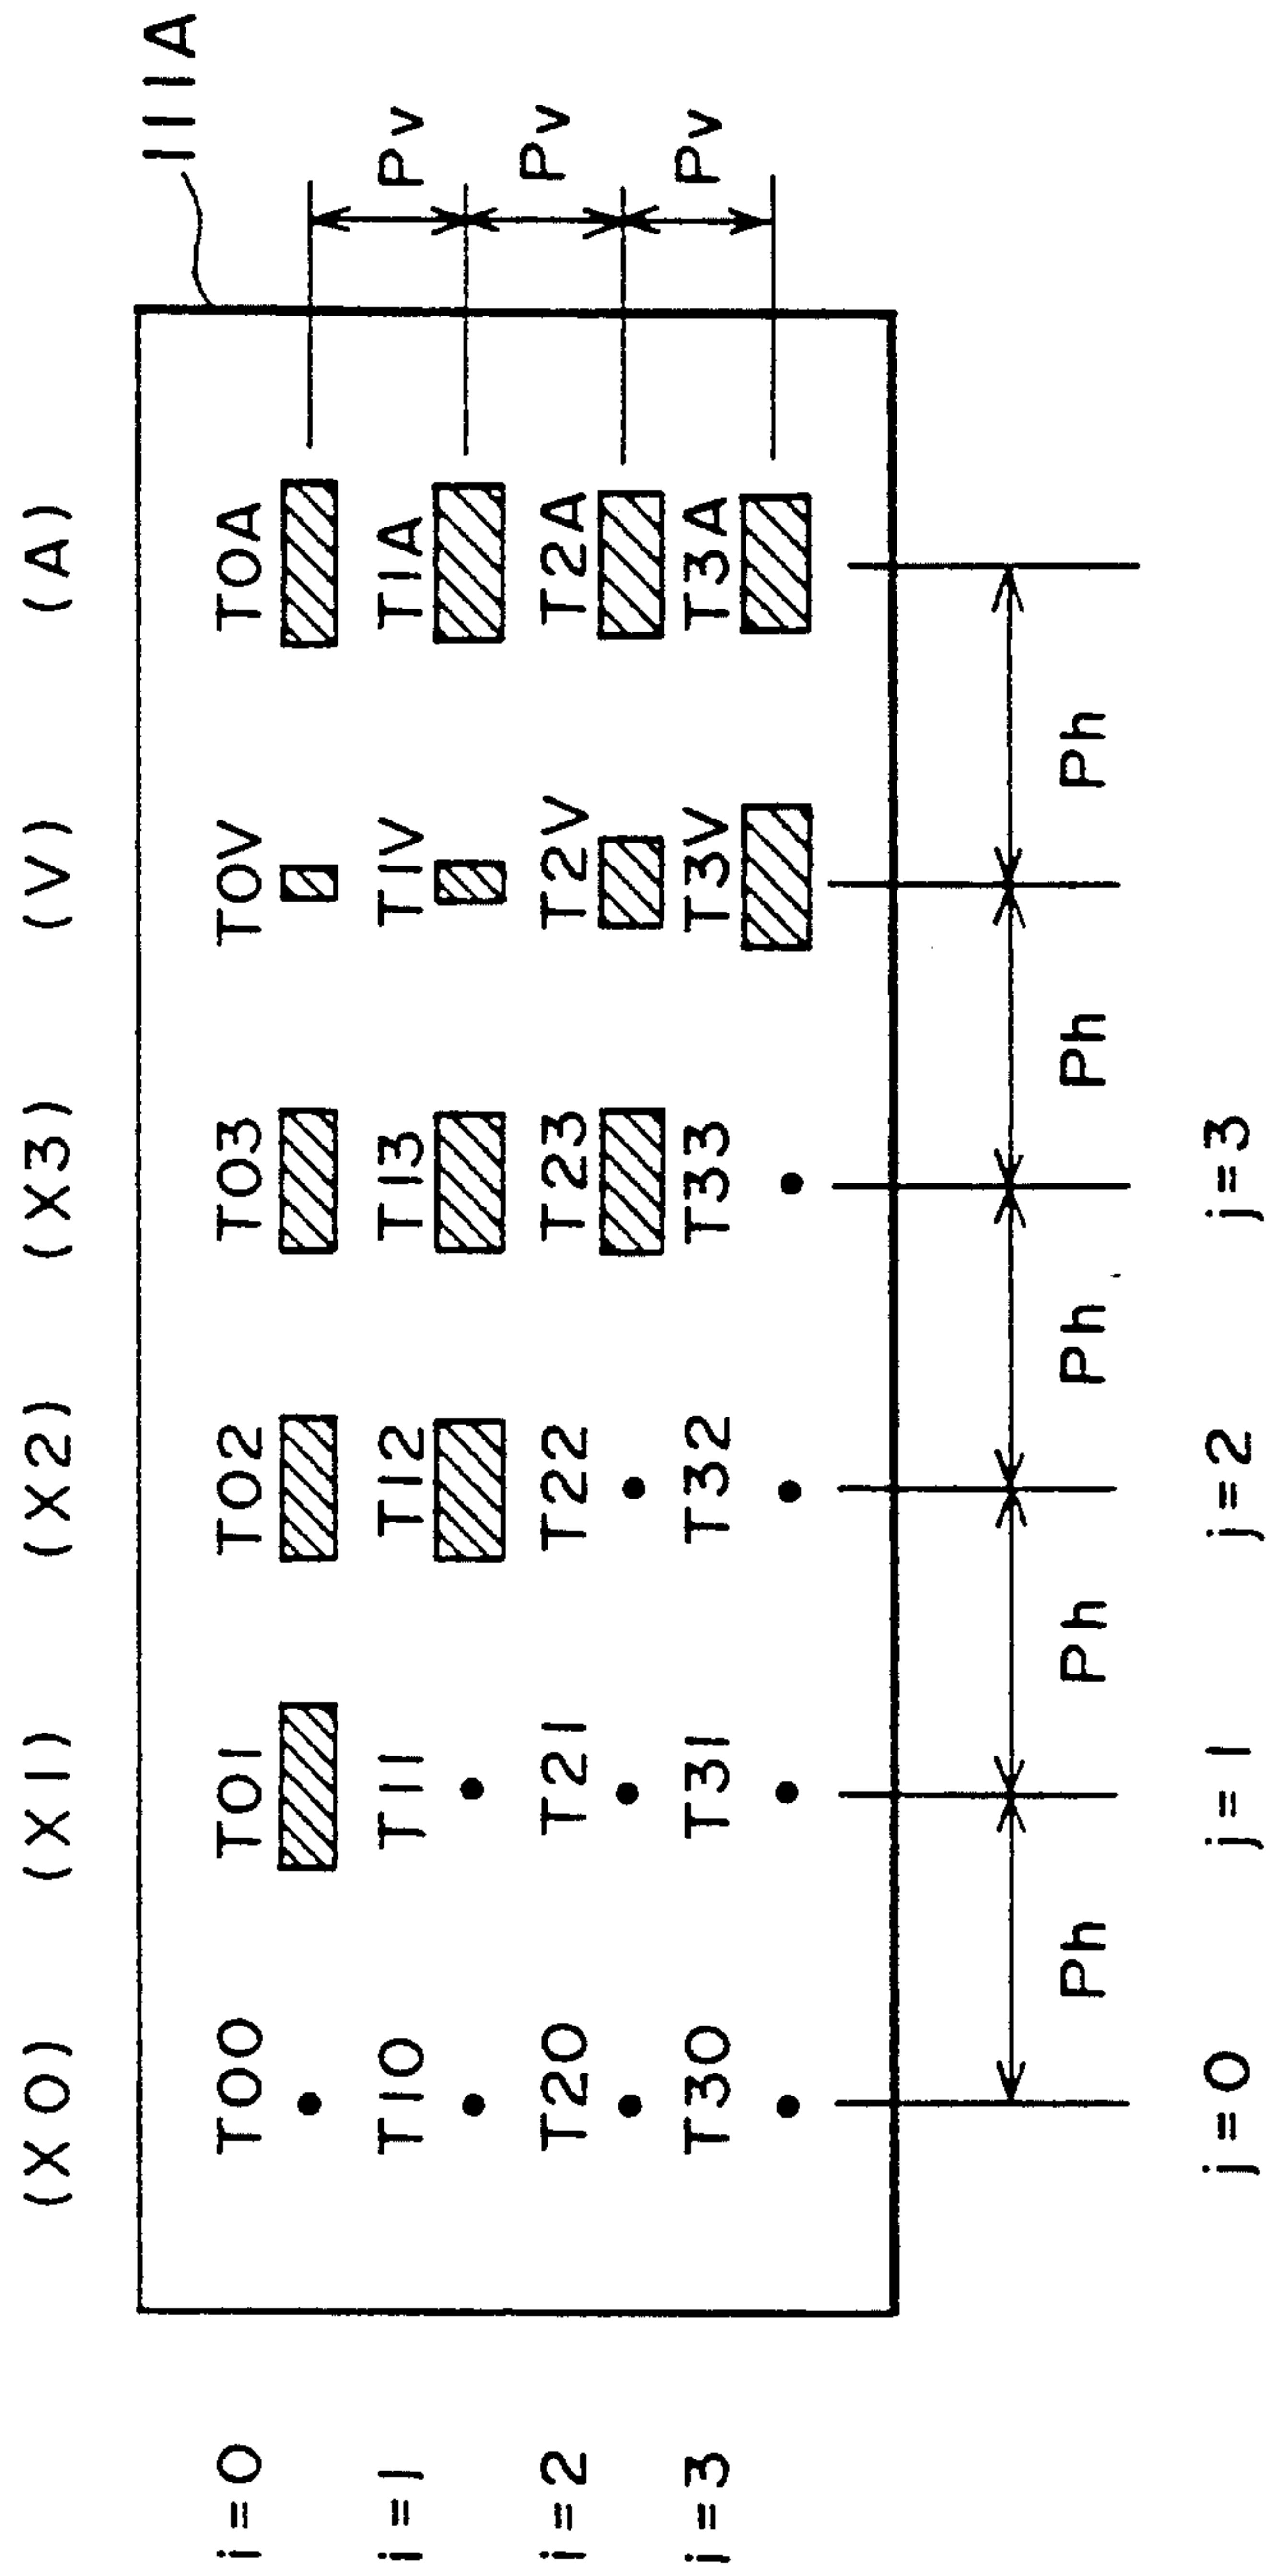 111A
(X0) (X1) (X2) (X3) (V) (A)
i=0 T00 T01 T02 T03 T0V T0A
Pv
i=1 T10 T11 T12 T13 T1V T1A
Pv
i=2 T20 T21 T22 T23 T2V T2A
Pv
i=3 T30 T31 T32 T33 T3V T3A
Ph Ph Ph Ph Ph
j=0 j=1 j=2 j=3